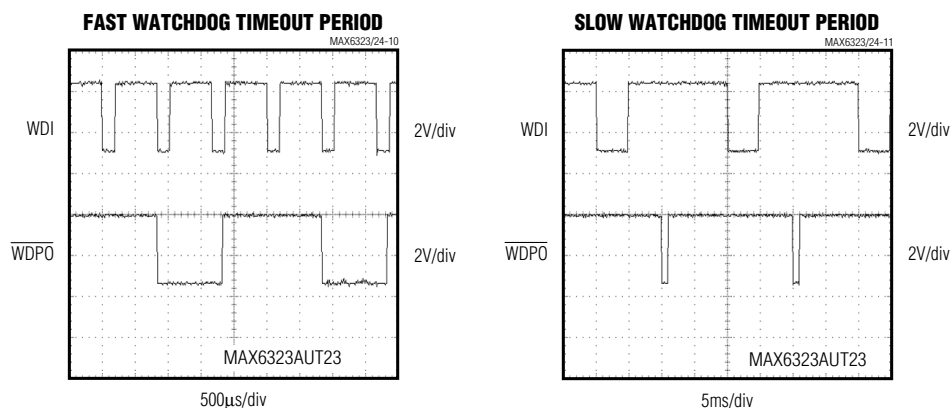 FAST WATCHDOG TIMEOUT PERIOD
MAX6323/24-10
WDI
2V/div
WDPO
2V/div
MAX6323AUT23
500µs/div
SLOW WATCHDOG TIMEOUT PERIOD
MAX6323/24-11
WDI
2V/div
WDPO
2V/div
MAX6323AUT23
5ms/div